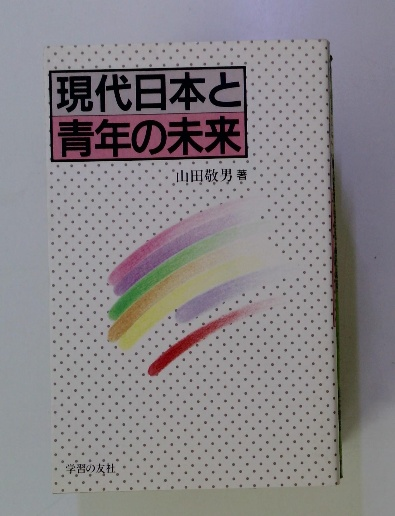 現代日本と
青年の未来
山田敬男 著
学習の友社